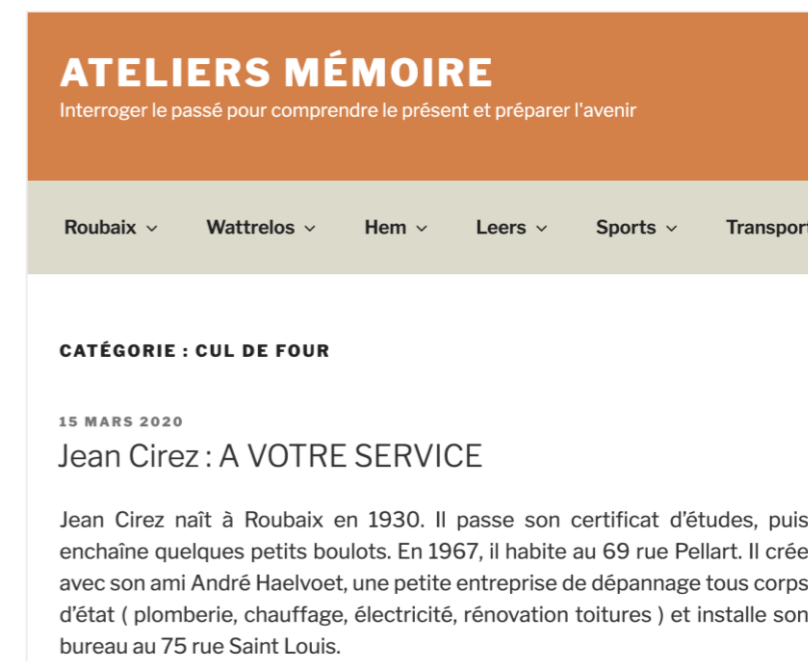 ATELIERS MÉMOIRE
Interroger le passé pour comprendre le présent et préparer l'avenir
Roubaix Wattrelos Hem Leers Sports Transport
CATÉGORIE : CUL DE FOUR
15 MARS 2020
Jean Cirez : A VOTRE SERVICE
Jean Cirez naît à Roubaix en 1930. Il passe son certificat d’études, puis
enchaîne quelques petits boulots. En 1967, il habite au 69 rue Pellart. Il crée
avec son ami André Haelvoet, une petite entreprise de dépannage tous corps
d’état ( plomberie, chauffage, électricité, rénovation toitures ) et installe son
bureau au 75 rue Saint Louis.